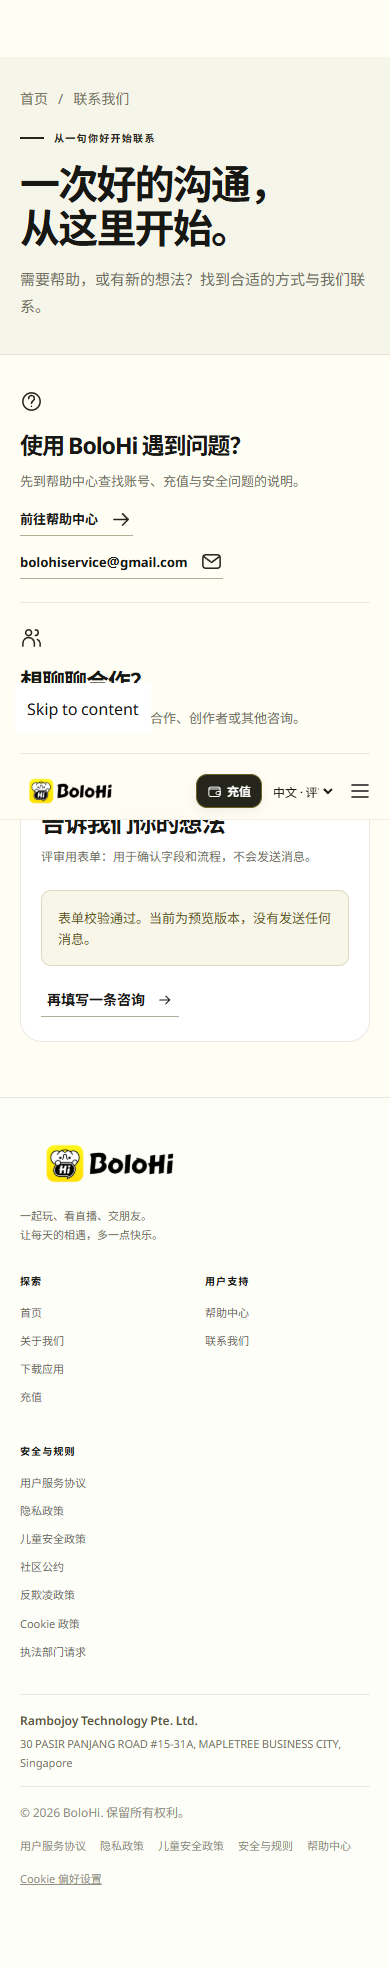 首页 / 联系我们
从一句你好开始联系
一次好的沟通，
从这里开始。
需要帮助，或有新的想法？找到合适的方式与我们联
系。
使用 BoloHi 遇到问题？
先到帮助中心查找账号、充值与安全问题的说明。
前往帮助中心
bolohiservice@gmail.com
想聊聊合作？
Skip to content
合作、创作者或其他咨询。
BoloHi
充值
中文 · 评
告诉我们你的想法
评审用表单：用于确认字段和流程，不会发送消息。
表单校验通过。当前为预览版本，没有发送任何
消息。
再填写一条咨询
Hi BoloHi
一起玩、看直播、交朋友。
让每天的相遇，多一点快乐。
探索
首页
关于我们
下载应用
充值
用户支持
帮助中心
联系我们
安全与规则
用户服务协议
隐私政策
儿童安全政策
社区公约
反欺凌政策
Cookie 政策
执法部门请求
Rambojoy Technology Pte. Ltd.
30 PASIR PANJANG ROAD #15-31A, MAPLETREE BUSINESS CITY,
Singapore
© 2026 BoloHi. 保留所有权利。
用户服务协议 隐私政策 儿童安全政策 安全与规则 帮助中心
Cookie 偏好设置